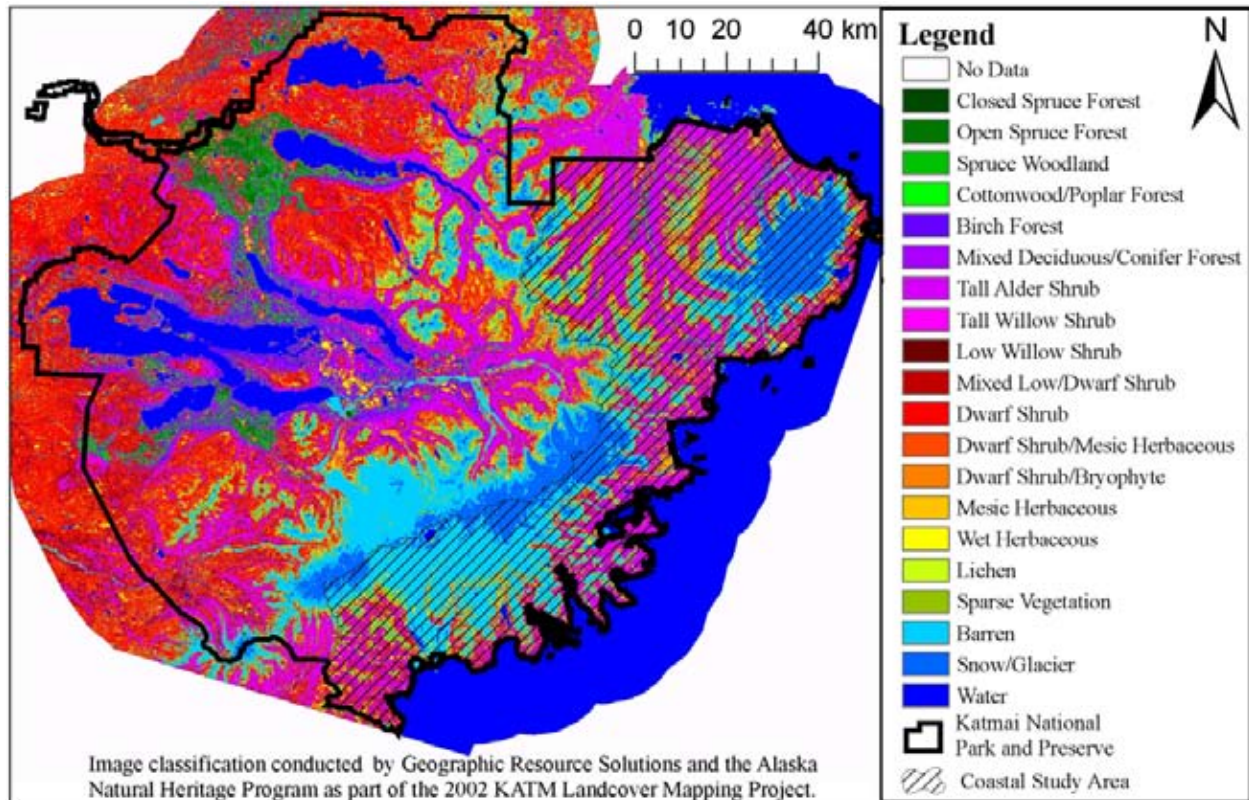 0 10 20 40 km
Legend
N
No Data
Closed Spruce Forest
Open Spruce Forest
Spruce Woodland
Cottonwood/Poplar Forest
Birch Forest
Mixed Deciduous/Conifer Forest
Tall Alder Shrub
Tall Willow Shrub
Low Willow Shrub
Mixed Low/Dwarf Shrub
Dwarf Shrub
Dwarf Shrub/Mesic Herbaceous
Dwarf Shrub/Bryophyte
Mesic Herbaceous
Wet Herbaceous
Lichen
Sparse Vegetation
Barren
Snow/Glacier
Water
Katmai National
Park and Preserve
Coastal Study Area
Image classification conducted by Geographic Resource Solutions and the Alaska
Natural Heritage Program as part of the 2002 KATM Landcover Mapping Project.